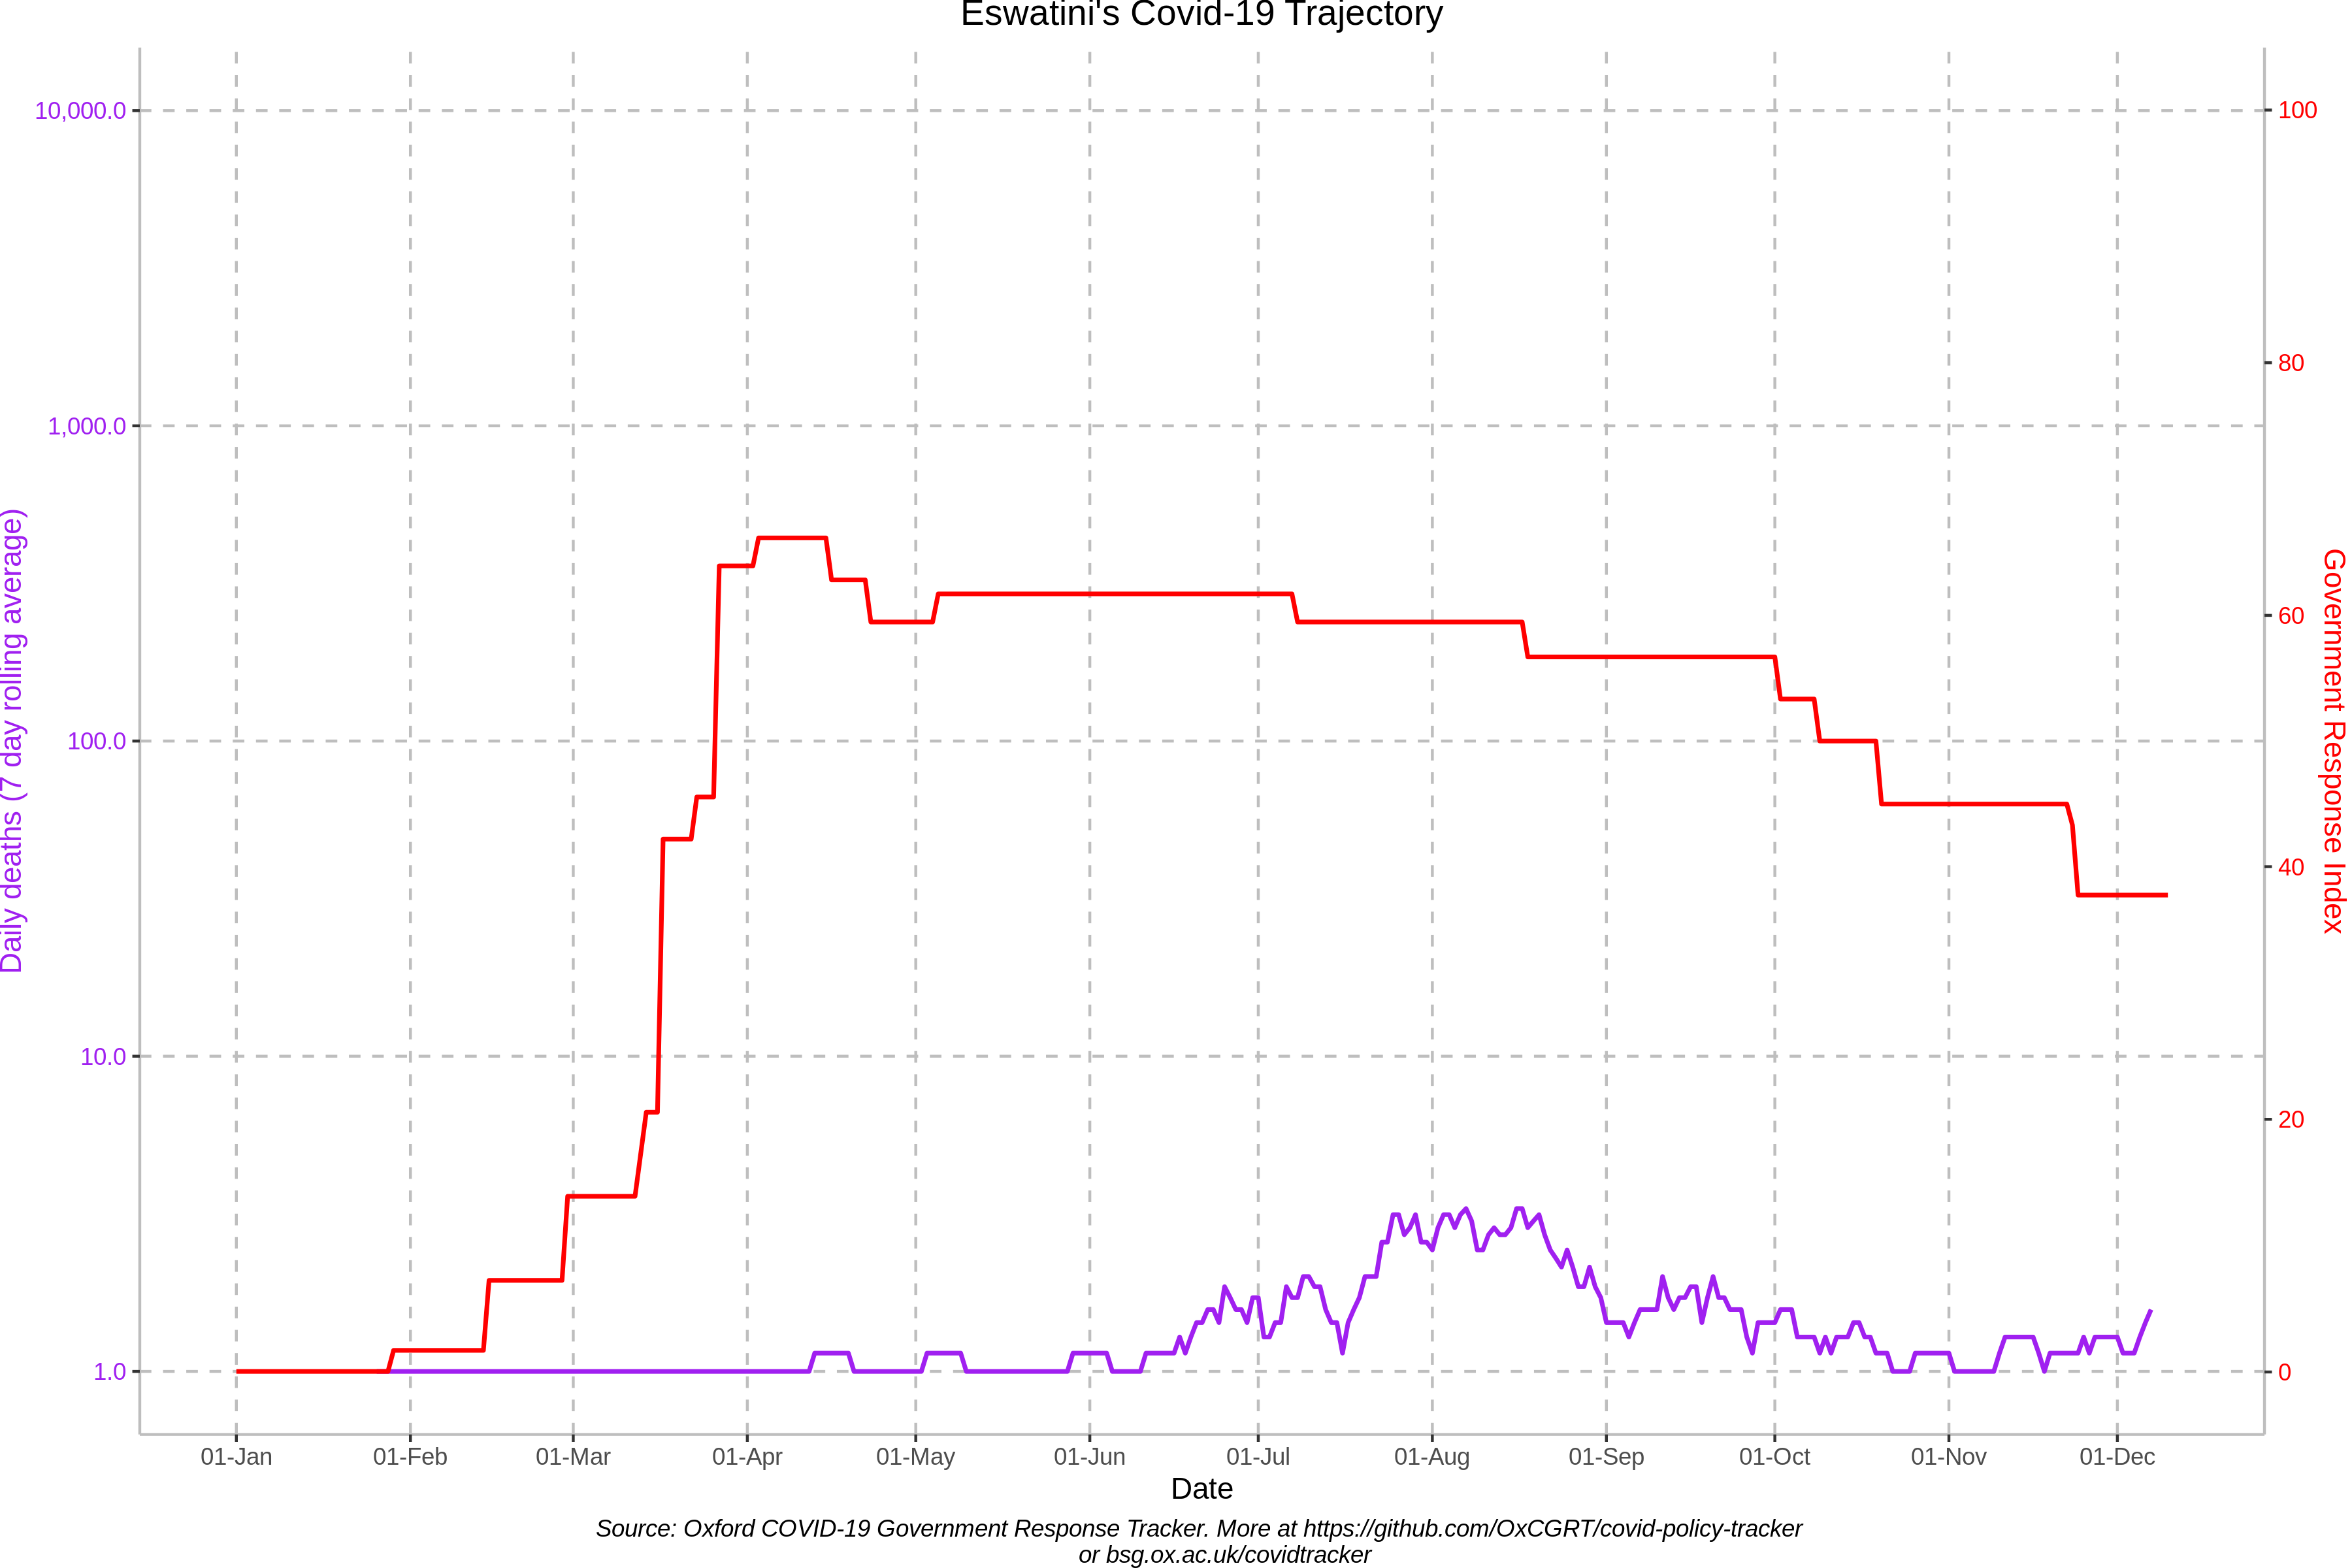 Eswatini's Covid-19 Trajectory
10,000.0
1,000.0
100.0
10.0
1.0
Daily deaths (7 day rolling average)
100
80
60
40
20
0
Government Response Index
01-Jan 01-Feb 01-Mar 01-Apr 01-May 01-Jun 01-Jul 01-Aug 01-Sep 01-Oct 01-Nov 01-Dec
Date
Source: Oxford COVID-19 Government Response Tracker. More at https://github.com/OxCGRT/covid-policy-tracker
or bsg.ox.ac.uk/covidtracker